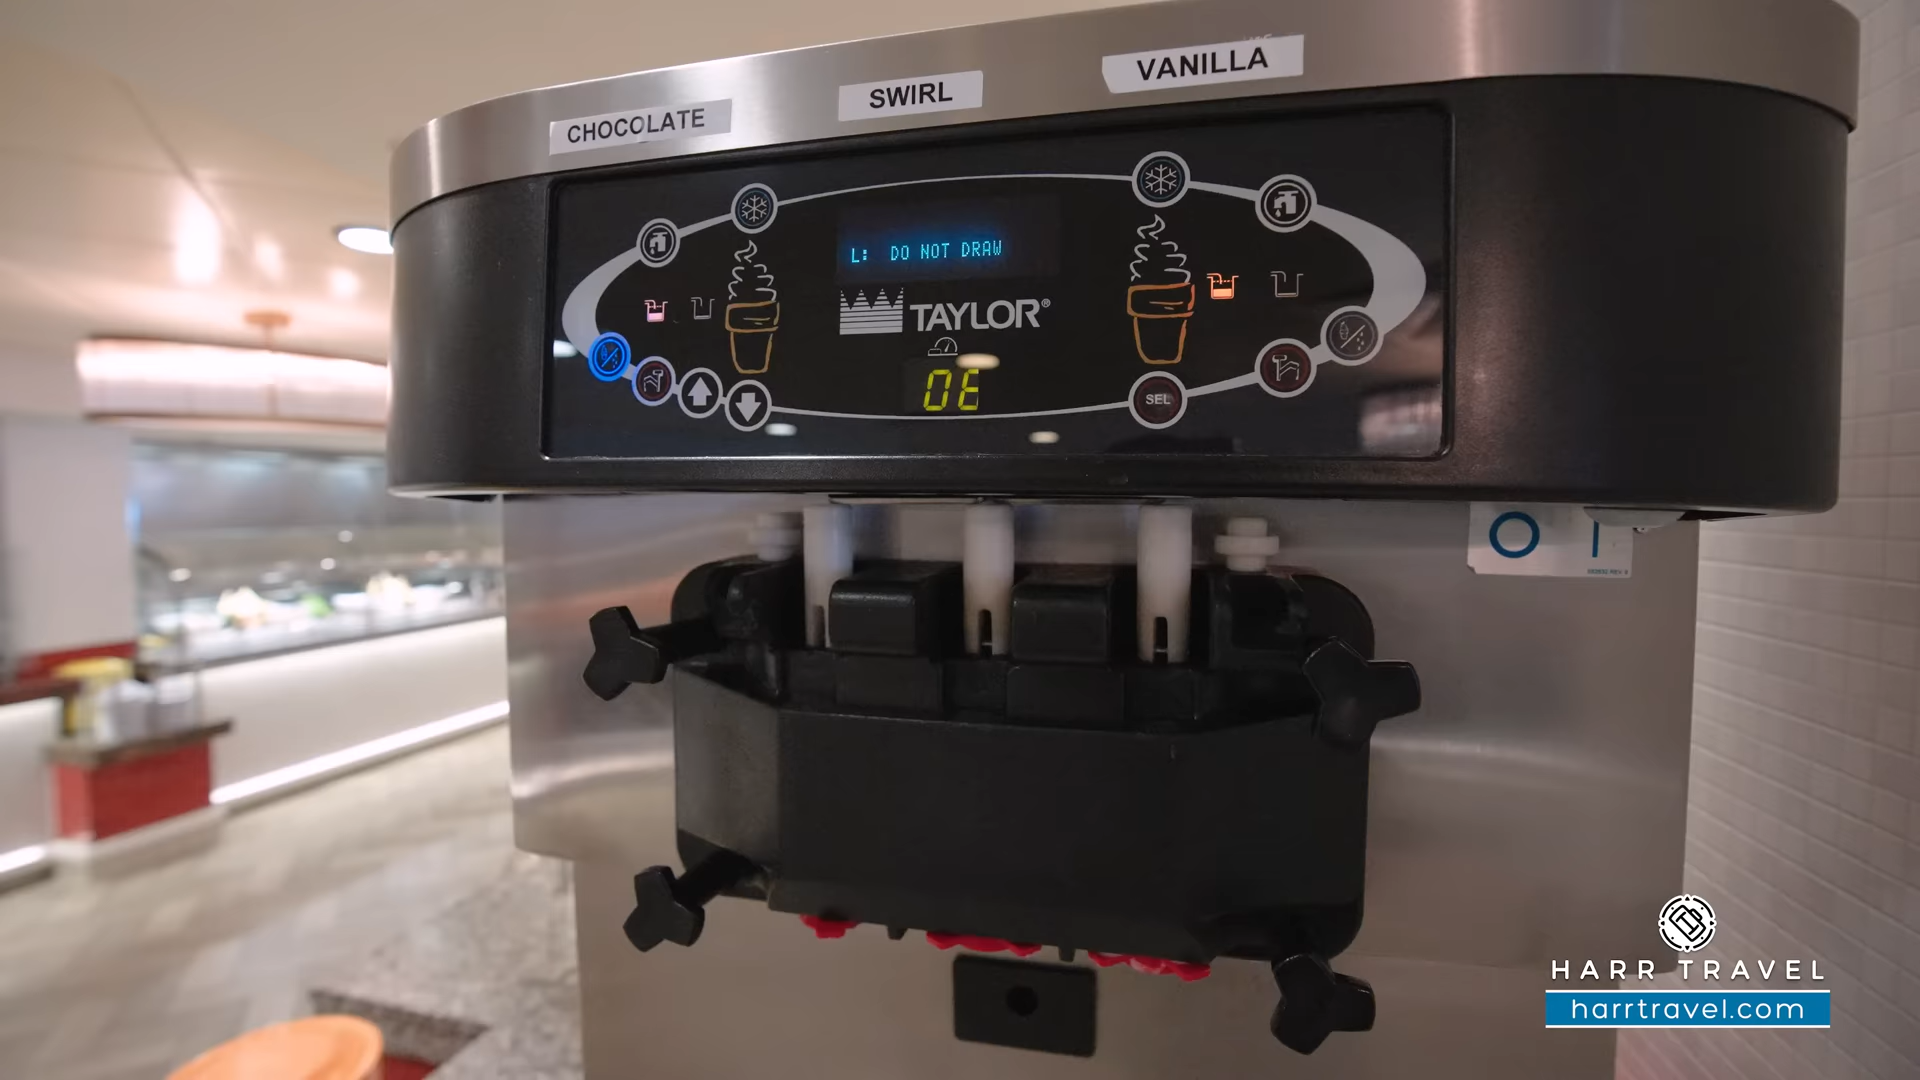 CHOCOLATE
SWIRL
VANILLA
L: DO NOT DRAW
TAYLOR®
0E
SEL
O I
HARR TRAVEL
harrtravel.com